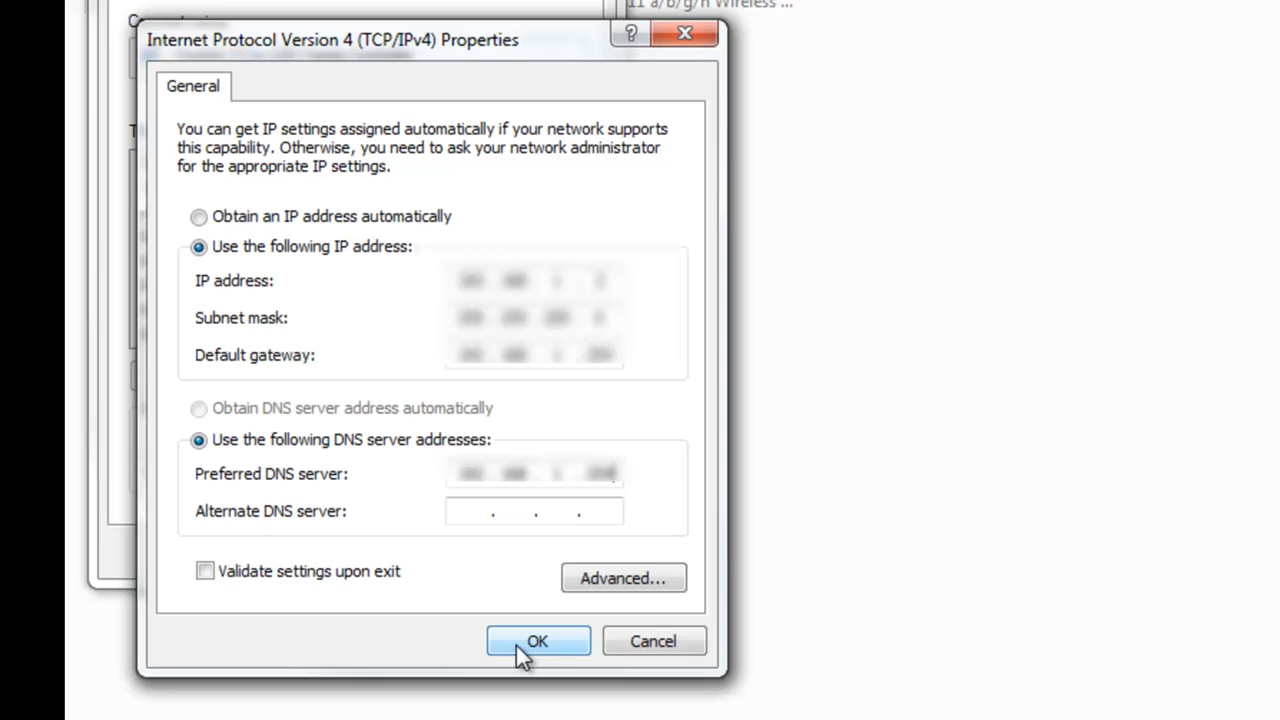 11 a/b/g/n Wireless ...
Internet Protocol Version 4 (TCP/IPv4) Properties
?
General
You can get IP settings assigned automatically if your network supports
this capability. Otherwise, you need to ask your network administrator
for the appropriate IP settings.
Obtain an IP address automatically
Use the following IP address:
IP address:
Subnet mask:
Default gateway:
Obtain DNS server address automatically
Use the following DNS server addresses:
Preferred DNS server:
Alternate DNS server:
. . .
Validate settings upon exit
Advanced...
OK
Cancel